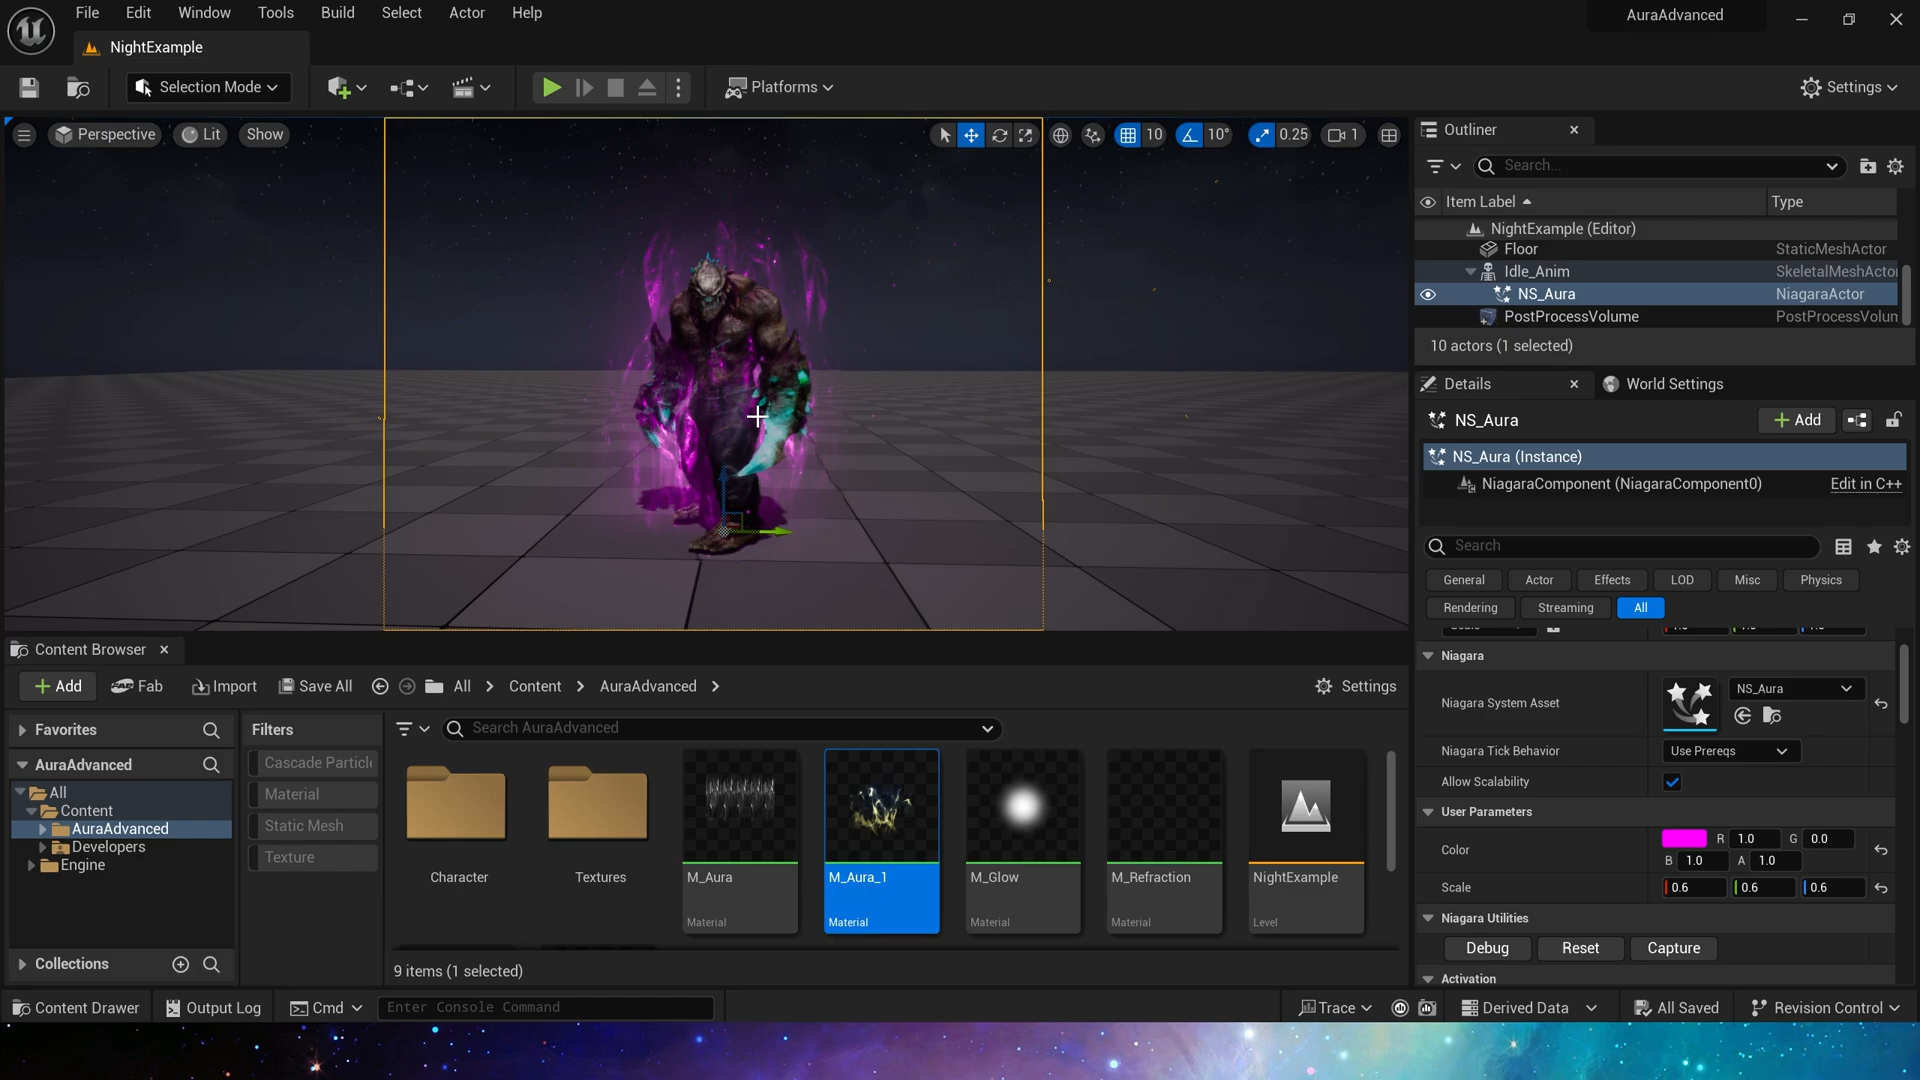 File Edit Window Tools Build Select Actor Help
AuraAdvanced
NightExample
Selection Mode
Platforms
Settings
Perspective
Lit
Show
10
10°
0.25
1
Outliner
Search...
Item Label
Type
NightExample (Editor)
Floor StaticMeshActor
Idle_Anim SkeletalMeshActo
NS_Aura NiagaraActor
PostProcessVolume PostProcessVolun
10 actors (1 selected)
Details
World Settings
NS_Aura
Add
NS_Aura (Instance)
NiagaraComponent (NiagaraComponent0) Edit in C++
Search
General Actor Effects LOD Misc Physics
Rendering Streaming All
Niagara
Niagara System Asset
NS_Aura
Niagara Tick Behavior Use Prereqs
Allow Scalability
User Parameters
Color R 1.0 G 0.0
B 1.0 A 1.0
Scale 0.6 0.6 0.6
Niagara Utilities
Debug Reset Capture
Activation
Content Browser
Add Fab Import Save All All Content AuraAdvanced Settings
Favorites
AuraAdvanced
All
Content
AuraAdvanced
Developers
Engine
Collections
Filters
Cascade Particle
Material
Static Mesh
Texture
Search AuraAdvanced
Character
Textures
M_Aura
Material
M_Aura_1
Material
M_Glow
Material
M_Refraction
Material
NightExample
Level
9 items (1 selected)
Content Drawer Output Log Cmd Enter Console Command Trace Derived Data All Saved Revision Control